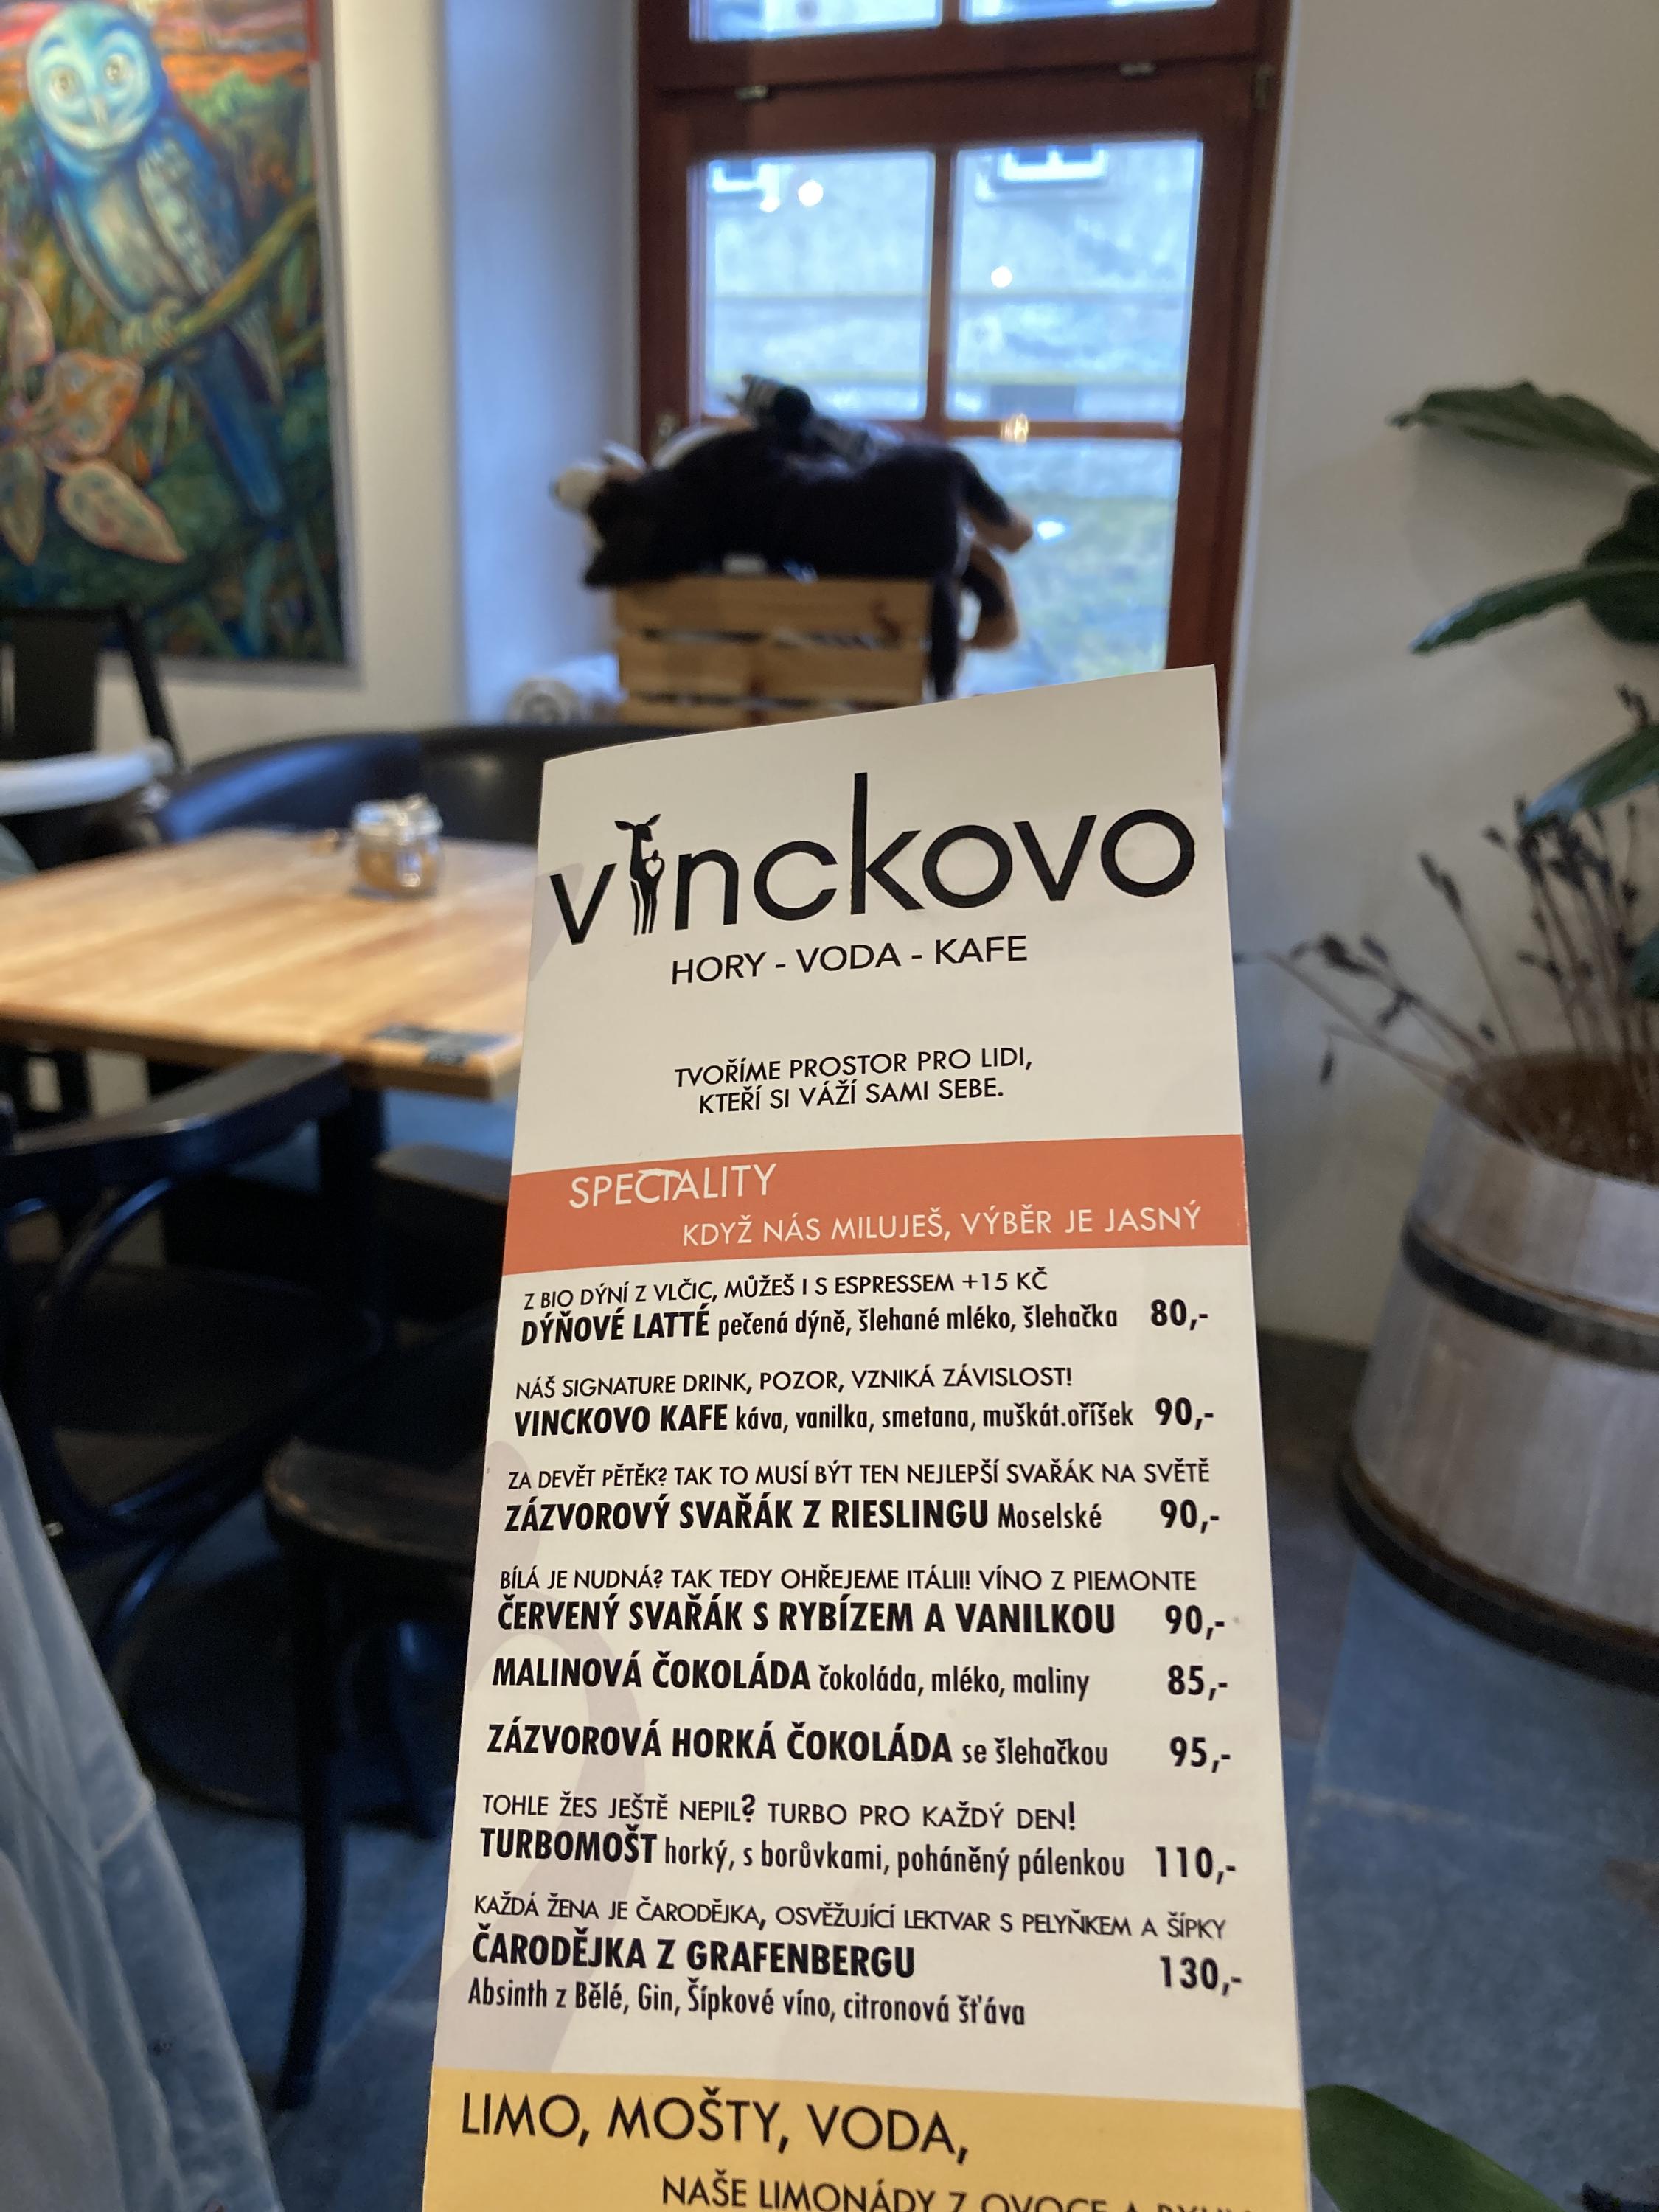 vinckovo
HORY - VODA - KAFE
TVOŘÍME PROSTOR PRO LIDI,
KTEŘÍ SI VÁŽÍ SAMI SEBE.
SPECIALITY
KDYŽ NÁS MILUJEŠ, VÝBĚR JE JASNÝ
Z BIO DÝNÍ Z VLČIC, MŮŽEŠ I S ESPRESSEM +15 KČ
DÝŇOVÉ LATTÉ pečená dýně, šlehané mléko, šlehačka 80,-
NÁŠ SIGNATURE DRINK, POZOR, VZNIKÁ ZÁVISLOST!
VINCKOVO KAFE káva, vanilka, smetana, muškát.oříšek 90,-
ZA DEVĚT PĚTĚK? TAK TO MUSÍ BÝT TEN NEJLEPŠÍ SVAŘÁK NA SVĚTĚ
ZÁZVOROVÝ SVAŘÁK Z RIESLINGU Moselské 90,-
BÍLÁ JE NUDNÁ? TAK TEDY OHŘEJEME ITÁLII! VÍNO Z PIEMONTE
ČERVENÝ SVAŘÁK S RYBÍZEM A VANILKOU 90,-
MALINOVÁ ČOKOLÁDA čokoláda, mléko, maliny 85,-
ZÁZVOROVÁ HORKÁ ČOKOLÁDA se šlehačkou 95,-
TOHLE ŽES JEŠTĚ NEPIL? TURBO PRO KAŽDÝ DEN!
TURBOMOŠT horký, s borůvkami, poháněný pálenkou 110,-
KAŽDÁ ŽENA JE ČARODĚJKA, OSVĚŽUJÍCÍ LEKTVAR S PELYŇKEM A ŠÍPKY
ČARODĚJKA Z GRAFENBERGU 130,-
Absinth z Bělé, Gin, Šípkové víno, citronová šťáva
LIMO, MOŠTY, VODA,
NAŠE LIMONÁDY Z OVOCE A